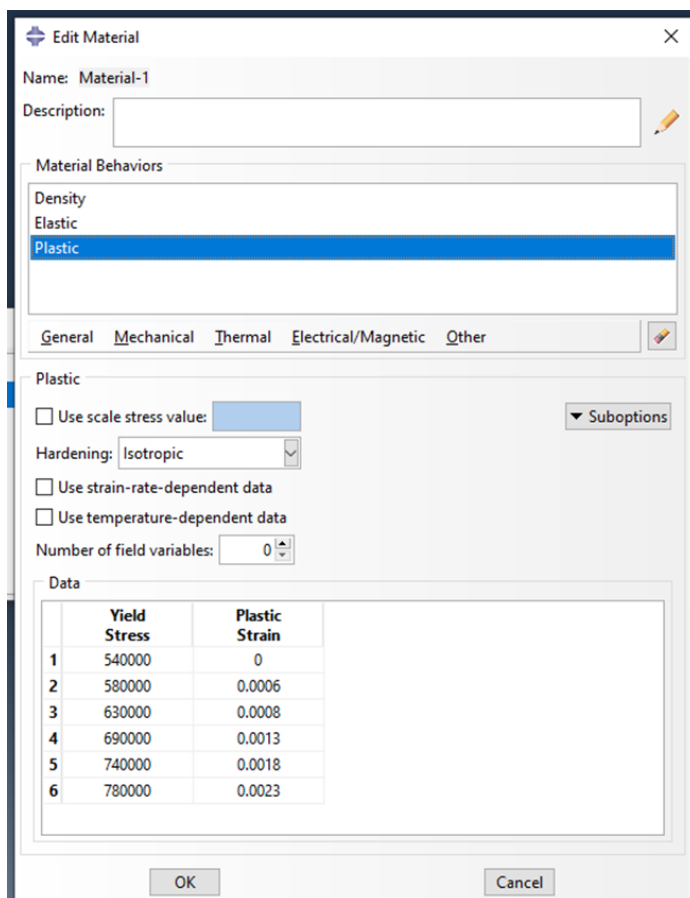 Edit Material
Name: Material-1
Description:
Material Behaviors
Density
Elastic
Plastic
General Mechanical Thermal Electrical/Magnetic Other
Plastic
Use scale stress value:
Suboptions
Hardening: Isotropic
Use strain-rate-dependent data
Use temperature-dependent data
Number of field variables: 0
Data
Yield Stress Plastic Strain
1 540000 0
2 580000 0.0006
3 630000 0.0008
4 690000 0.0013
5 740000 0.0018
6 780000 0.0023
OK Cancel